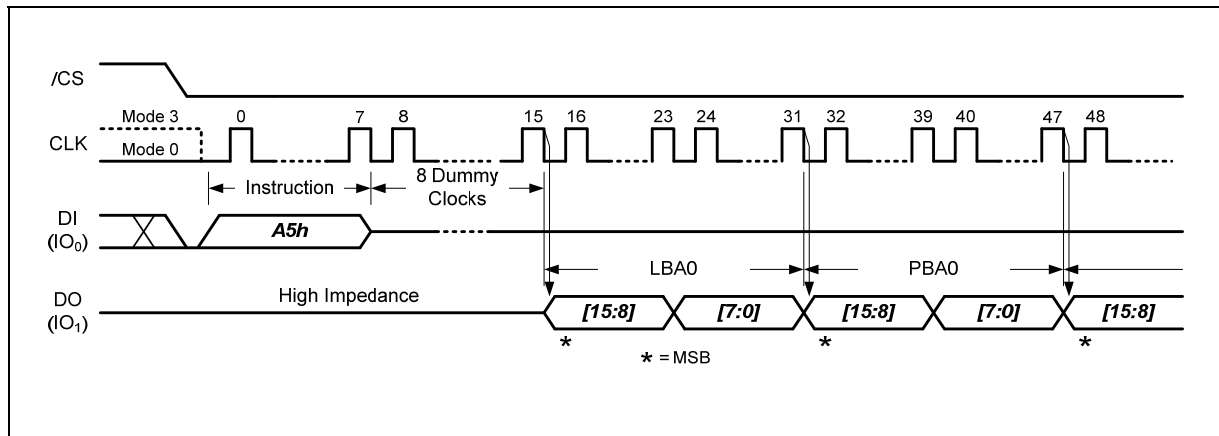 /CS
Mode 3 0 7 8 15 16 23 24 31 32 39 40 47 48
CLK
Mode 0
Instruction 8 Dummy
Clocks
DI
(IO0)
A5h
LBA0 PBA0
DO
(IO1)
High Impedance
[15:8] [7:0] [15:8] [7:0] [15:8]
* * *
* = MSB